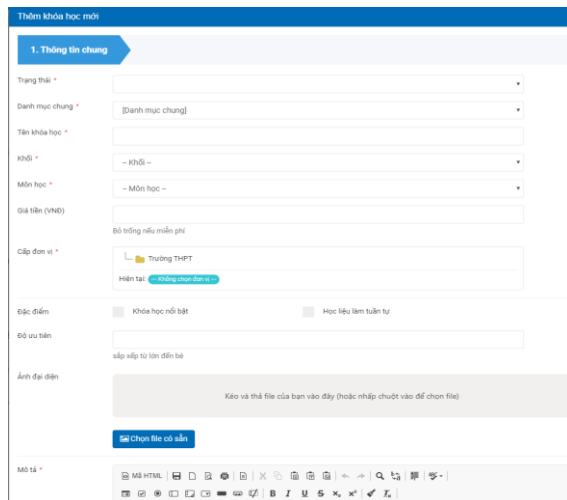 Thêm khóa học mới
1. Thông tin chung
Trạng thái *
Danh mục chung *
[Danh mục chung]
Tên khóa học *
Khối *
-- Khối --
Môn học *
-- Môn học --
Giá tiền (VNĐ)
Bỏ trống nếu miễn phí
Cấp đơn vị *
Trường THPT
Hiện tại: -- Không chọn đơn vị --
Đặc điểm
Khóa học nổi bật
Học liệu làm tuần tự
Độ ưu tiên
sắp xếp từ lớn đến bé
Ảnh đại diện
Kéo và thả file của bạn vào đây (hoặc nhấp chuột vào để chọn file)
Chọn file có sẵn
Mô tả *
Mã HTML
B I U S x₂ x² Tx